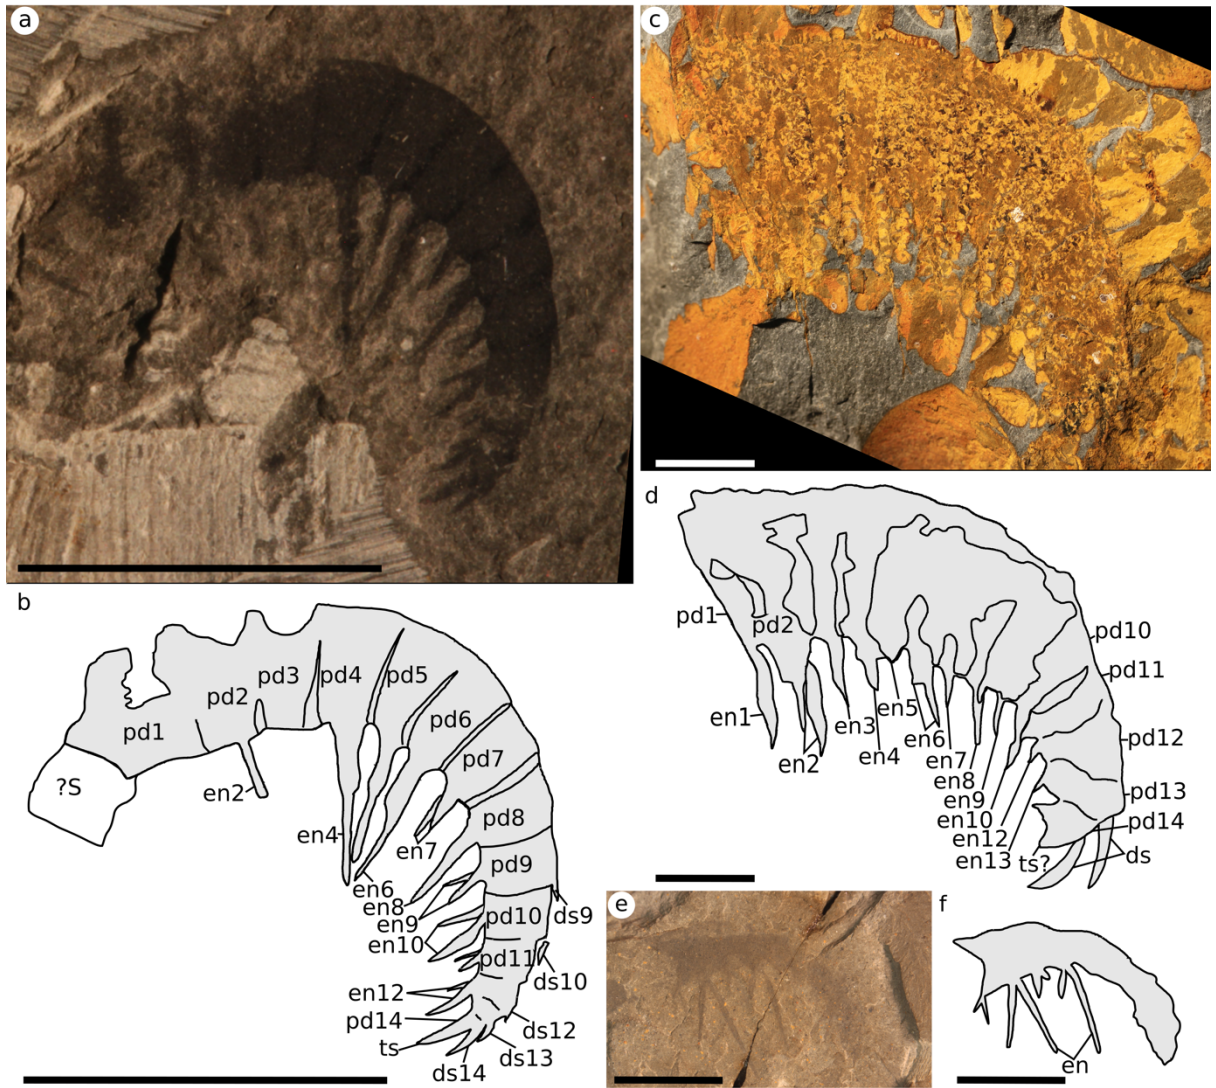 a
c
b
pd1
pd2
pd3
pd4
pd5
pd6
pd7
pd8
pd9
pd10
pd11
?S
en2
en4
en6
en7
en8
en9
en10
en12
pd14
ts
ds14
ds13
ds12
ds10
ds9
d
pd1
pd2
pd10
pd11
pd12
pd13
pd14
ds
en1
en2
en3
en4
en5
en6
en7
en8
en9
en10
en12
en13
ts?
e
f
en